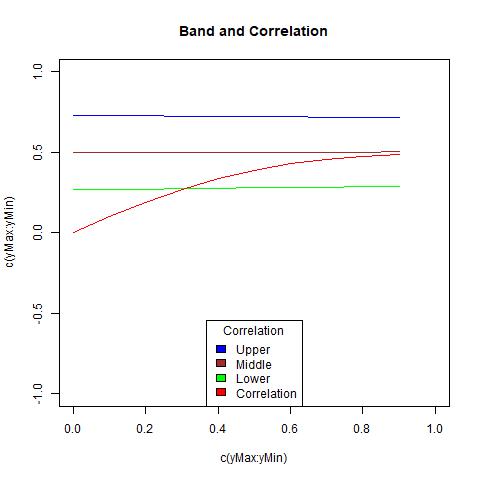 Band and Correlation
c(yMax:yMin)
1.0
0.5
0.0
-0.5
-1.0
Correlation
Upper
Middle
Lower
Correlation
0.0 0.2 0.4 0.6 0.8 1.0
c(yMax:yMin)